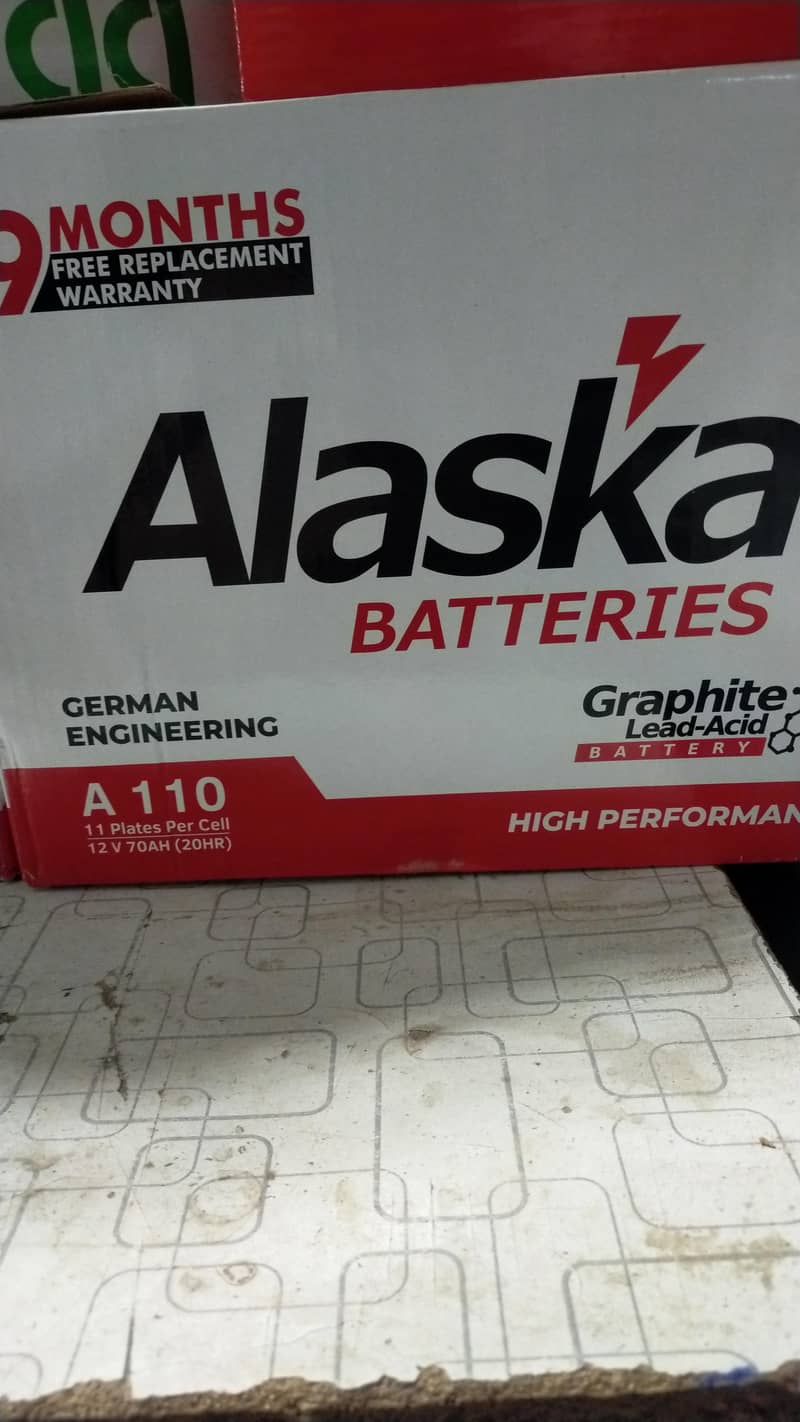 9 MONTHS
FREE REPLACEMENT
WARRANTY
Alaska
BATTERIES
GERMAN
ENGINEERING
Graphite
Lead-Acid
BATTERY
A 110
11 Plates Per Cell
12 V 70AH (20HR)
HIGH PERFORMAN